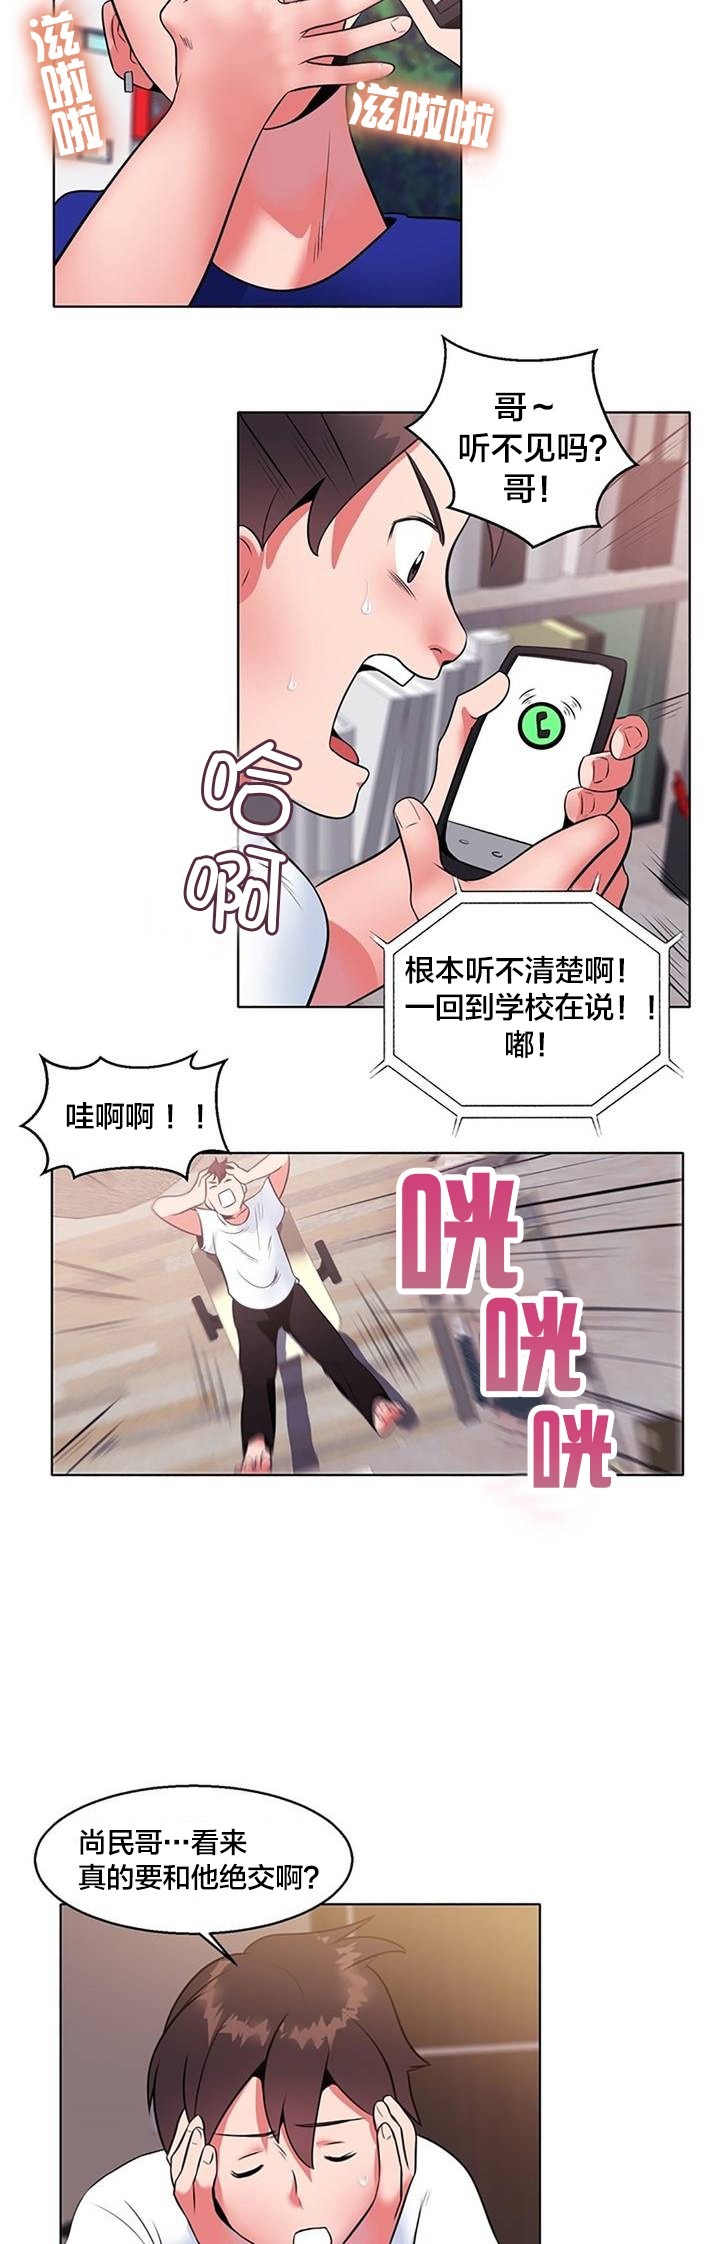 滋啦啦
滋啦啦
哥~
听不见吗?
哥!
哈啊
根本听不清楚啊!
一回到学校在说!!
嘟!
哇啊啊!!
咣
咣
咣
尚民哥…看来
真的要和他绝交啊?